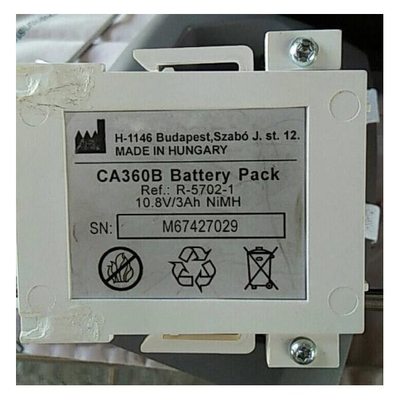 H-1146 Budapest,Szabó J. st. 12.
MADE IN HUNGARY
CA360B Battery Pack
Ref.: R-5702-1
10.8V/3Ah NiMH
SN: M67427029